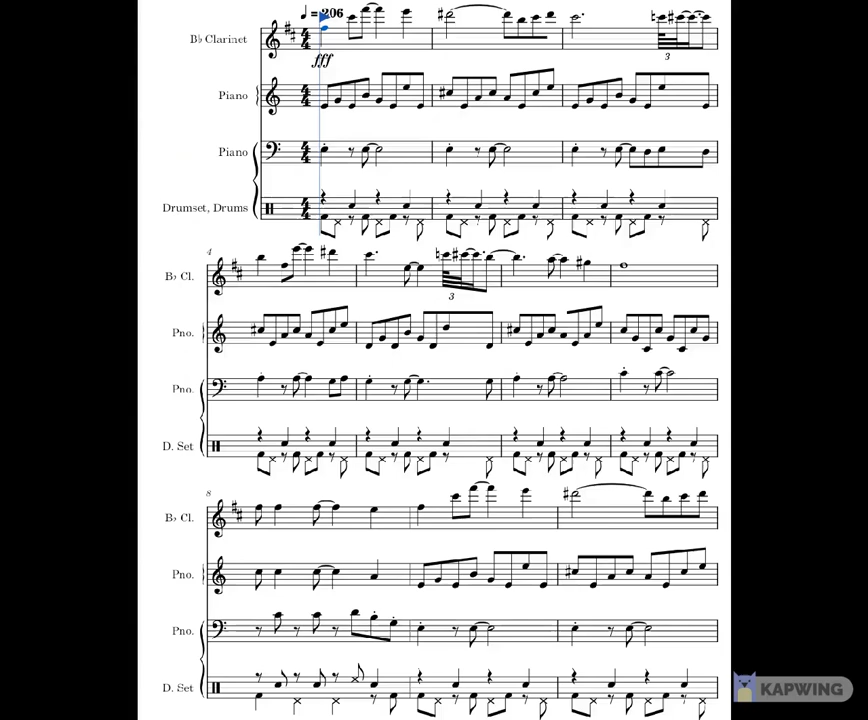 ♩ = 206
B♭ Clarinet
fff
3
Piano
Piano
Drumset, Drums
4
B♭ Cl.
3
Pno.
Pno.
D. Set
8
B♭ Cl.
Pno.
Pno.
D. Set
KAPWING